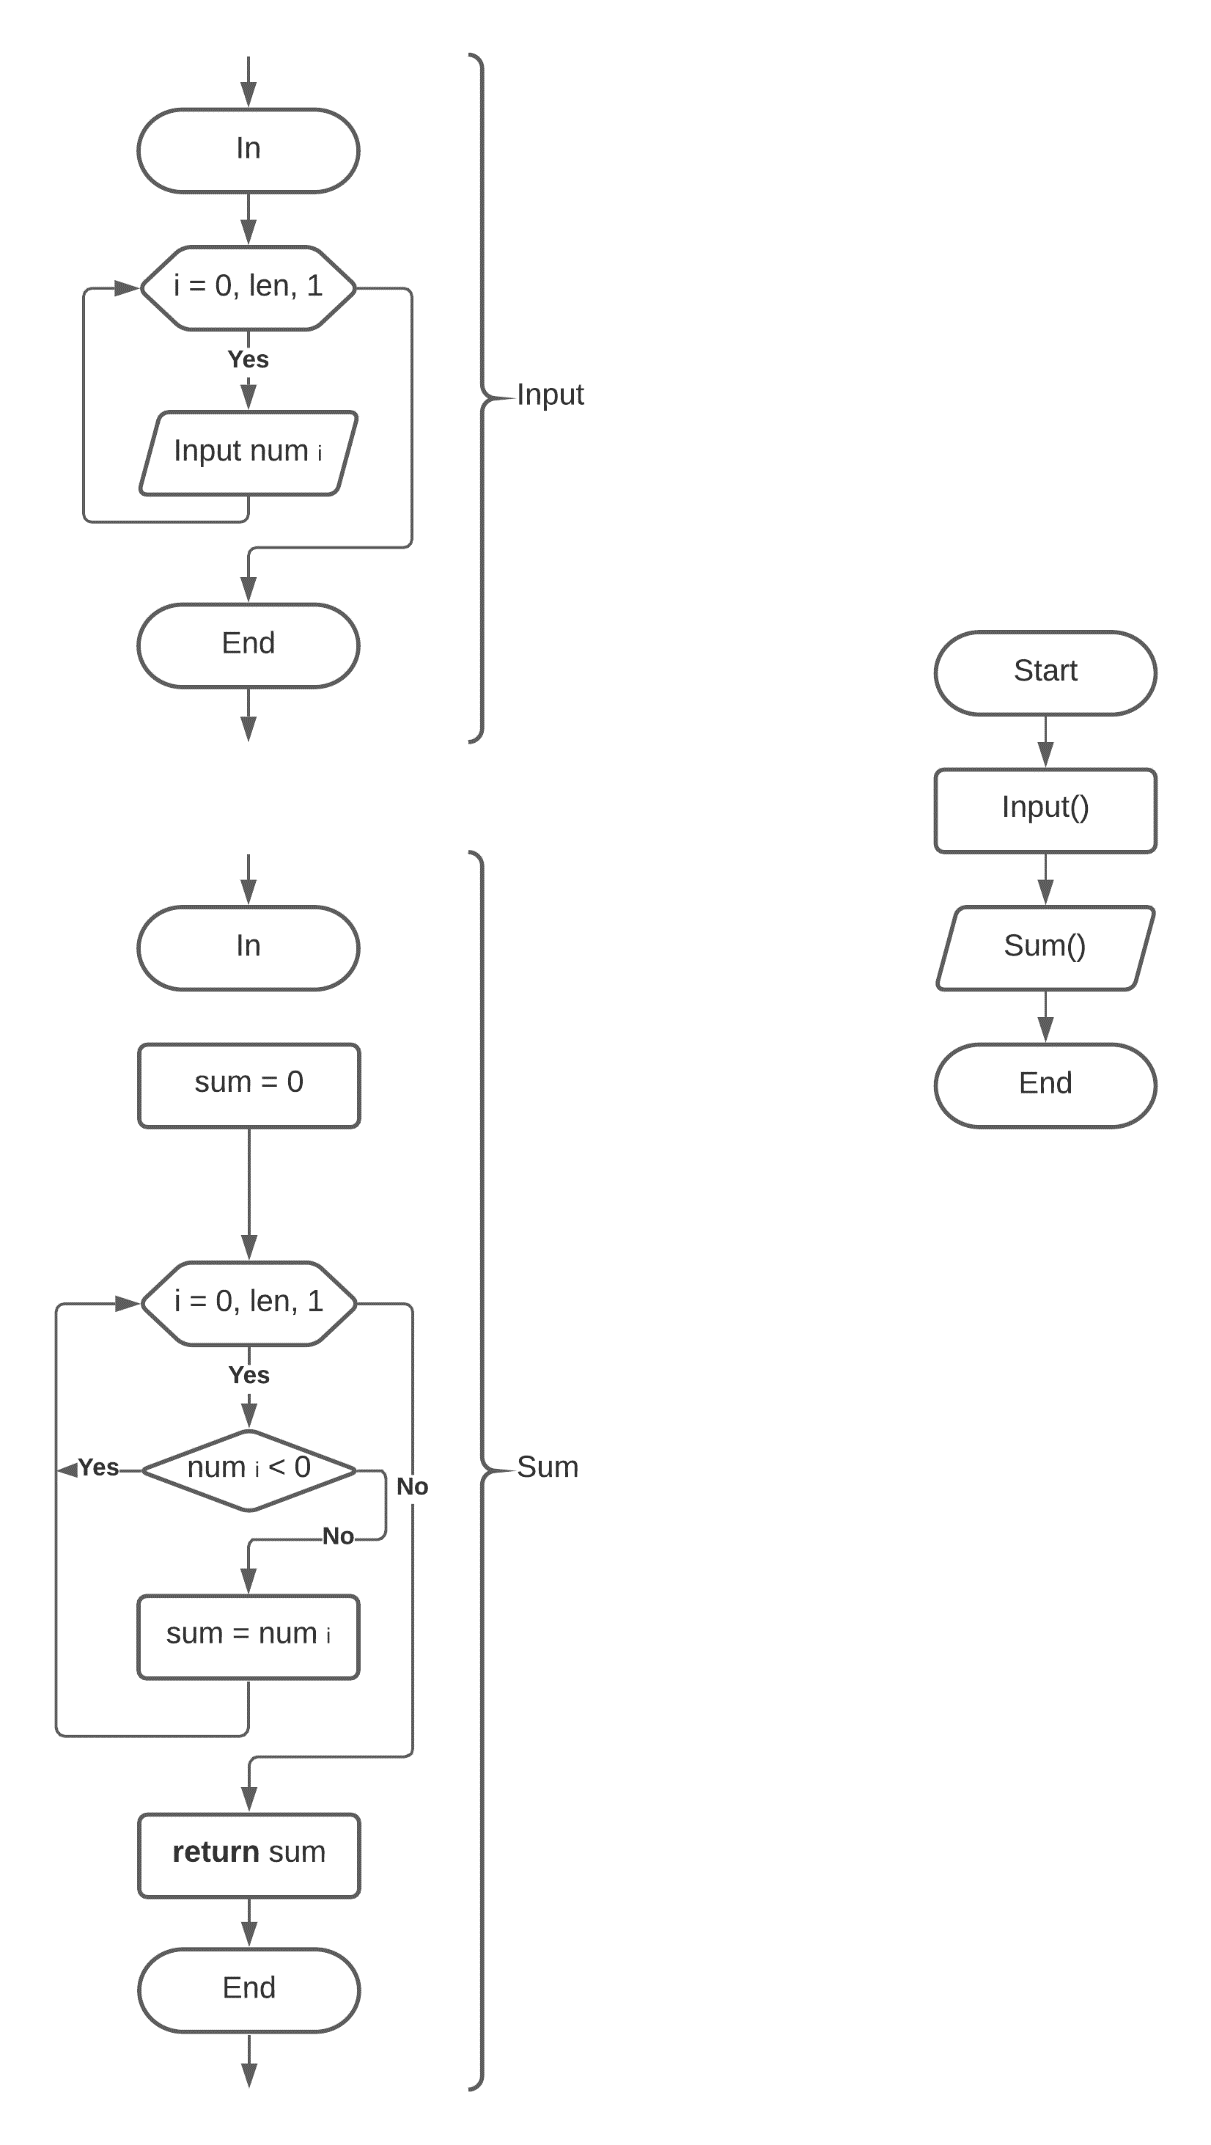 In
i = 0, len, 1
Yes
Input num i
End
Input
In
sum = 0
i = 0, len, 1
Yes
num i < 0
Yes
No
No
sum = num i
return sum
End
Sum
Start
Input()
Sum()
End